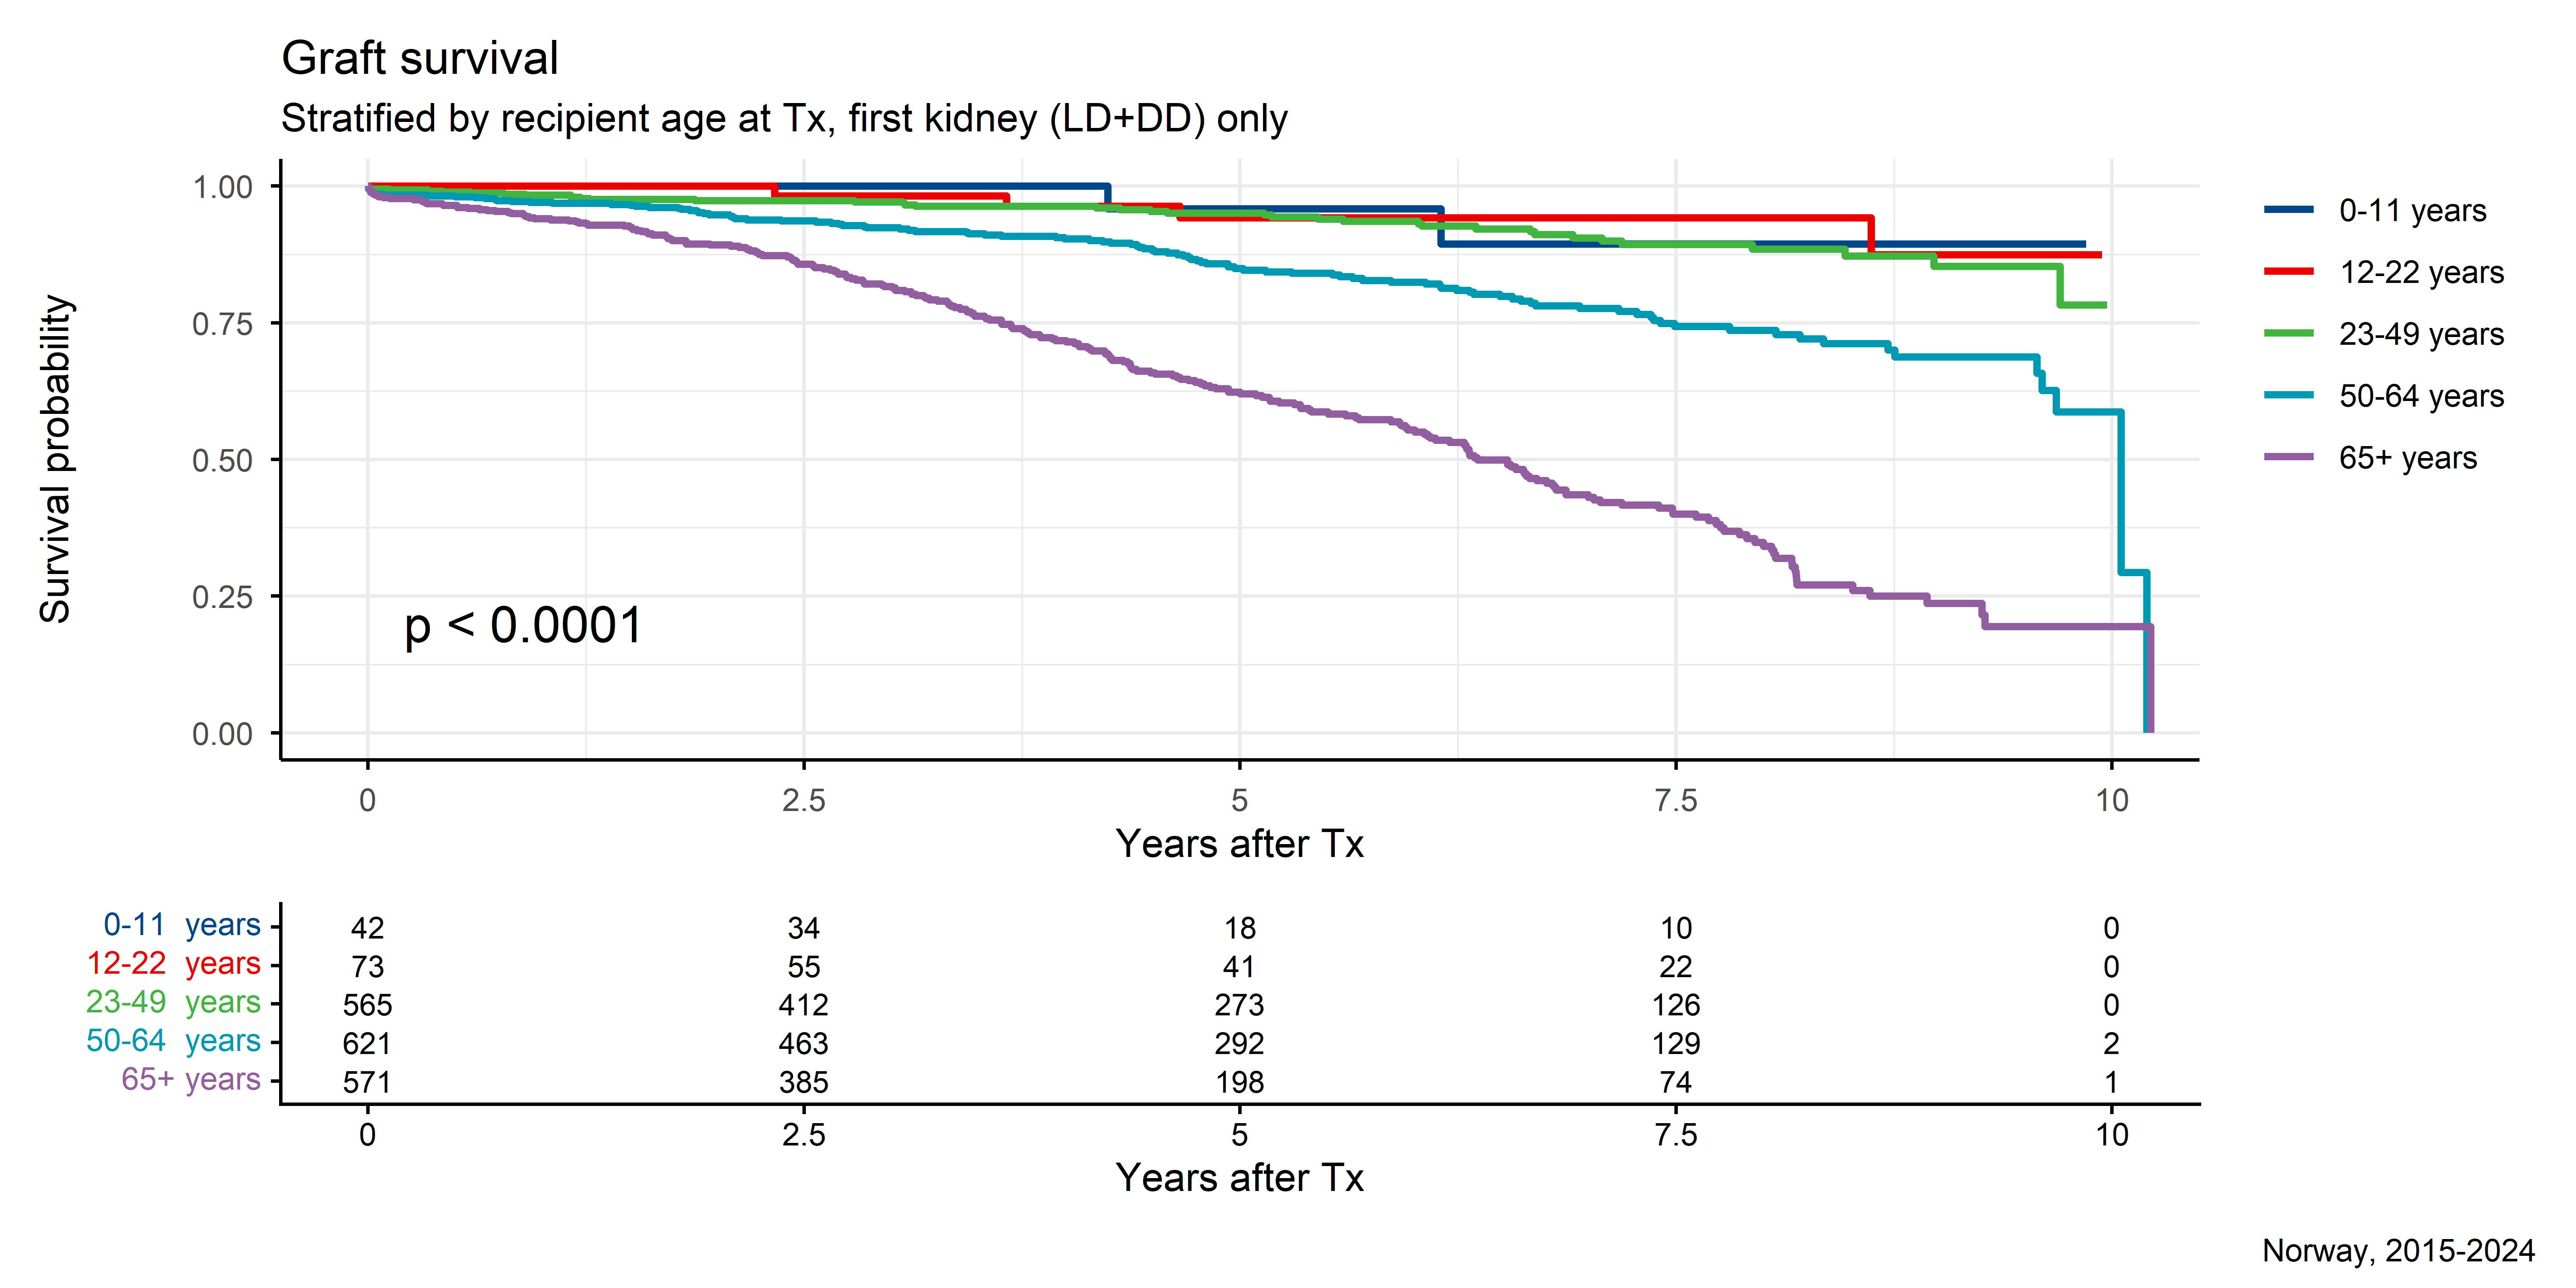 Graft survival
Stratified by recipient age at Tx, first kidney (LD+DD) only
Survival probability
1.00
0.75
0.50
0.25
0.00
p < 0.0001
0 2.5 5 7.5 10
Years after Tx
0-11 years
12-22 years
23-49 years
50-64 years
65+ years
0-11 years 42 34 18 10 0
12-22 years 73 55 41 22 0
23-49 years 565 412 273 126 0
50-64 years 621 463 292 129 2
65+ years 571 385 198 74 1
0 2.5 5 7.5 10
Years after Tx
Norway, 2015-2024